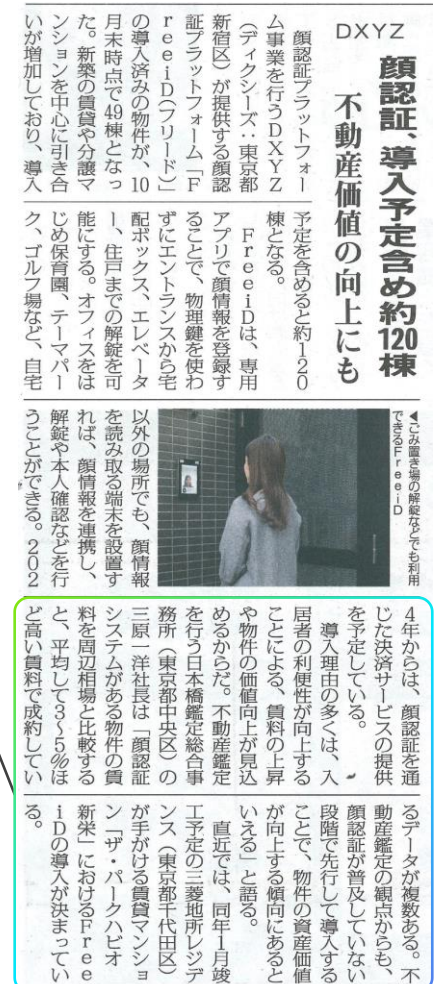 DXYZ
顔認証、導入予定含め約120棟
不動産価値の向上にも
顔認証プラットフォー
ム事業を行うDXYZ
(ディクシーズ:東京都
新宿区)が提供する顔認
証プラットフォーム「F
reeiD(フリード)」
の導入済みの物件が、10
月末時点で49棟となっ
た。新築の賃貸や分譲マ
ンションを中心に引き合
いが増加しており、導入
予定を含めると約120
棟となる。
FreeiDは、専用
アプリで顔情報を登録す
ることで、物理鍵を使わ
ずにエントランスから宅
配ボックス、エレベータ
ー、住戸までの解錠を可
能にする。オフィスをは
じめ保育園、テーマパー
ク、ゴルフ場など、自宅
◀ごみ置き場の解錠などでも利用
できるFreeiD
以外の場所でも、顔情報
を読み取る端末を設置す
れば、顔情報を連携し、
解錠や本人確認などを行
うことができる。202
4年からは、顔認証を通
じた決済サービスの提供
を予定している。
導入理由の多くは、入
居者の利便性が向上する
ことによる、賃料の上昇
や物件の価値向上が見込
めるからだ。不動産鑑定
を行う日本橋鑑定総合事
務所(東京都中央区)の
三原一洋社長は「顔認証
システムがある物件の賃
料を周辺相場と比較する
と、平均して3~5%ほ
ど高い賃料で成約してい
るデータが複数ある。不
動産鑑定の観点からも、
顔認証が普及していない
段階で先行して導入する
ことで、物件の資産価値
が向上する傾向にあると
いえる」と語る。
直近では、同年1月竣
工予定の三菱地所レジデ
ンス(東京都千代田区)
が手がける賃貸マンショ
ン「ザ・パークハビオ
新栄」におけるFree
iDの導入が決まってい
る。